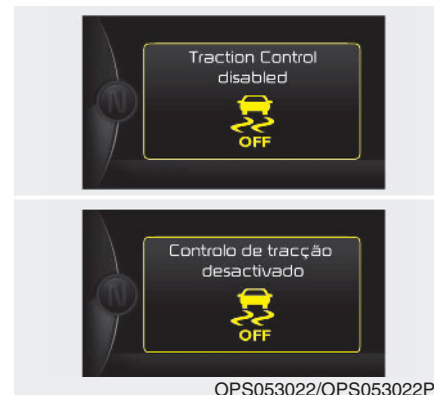 Traction Control
disabled
OFF
N
Controlo de tracção
desactivado
OFF
N
OPS053022/OPS053022P